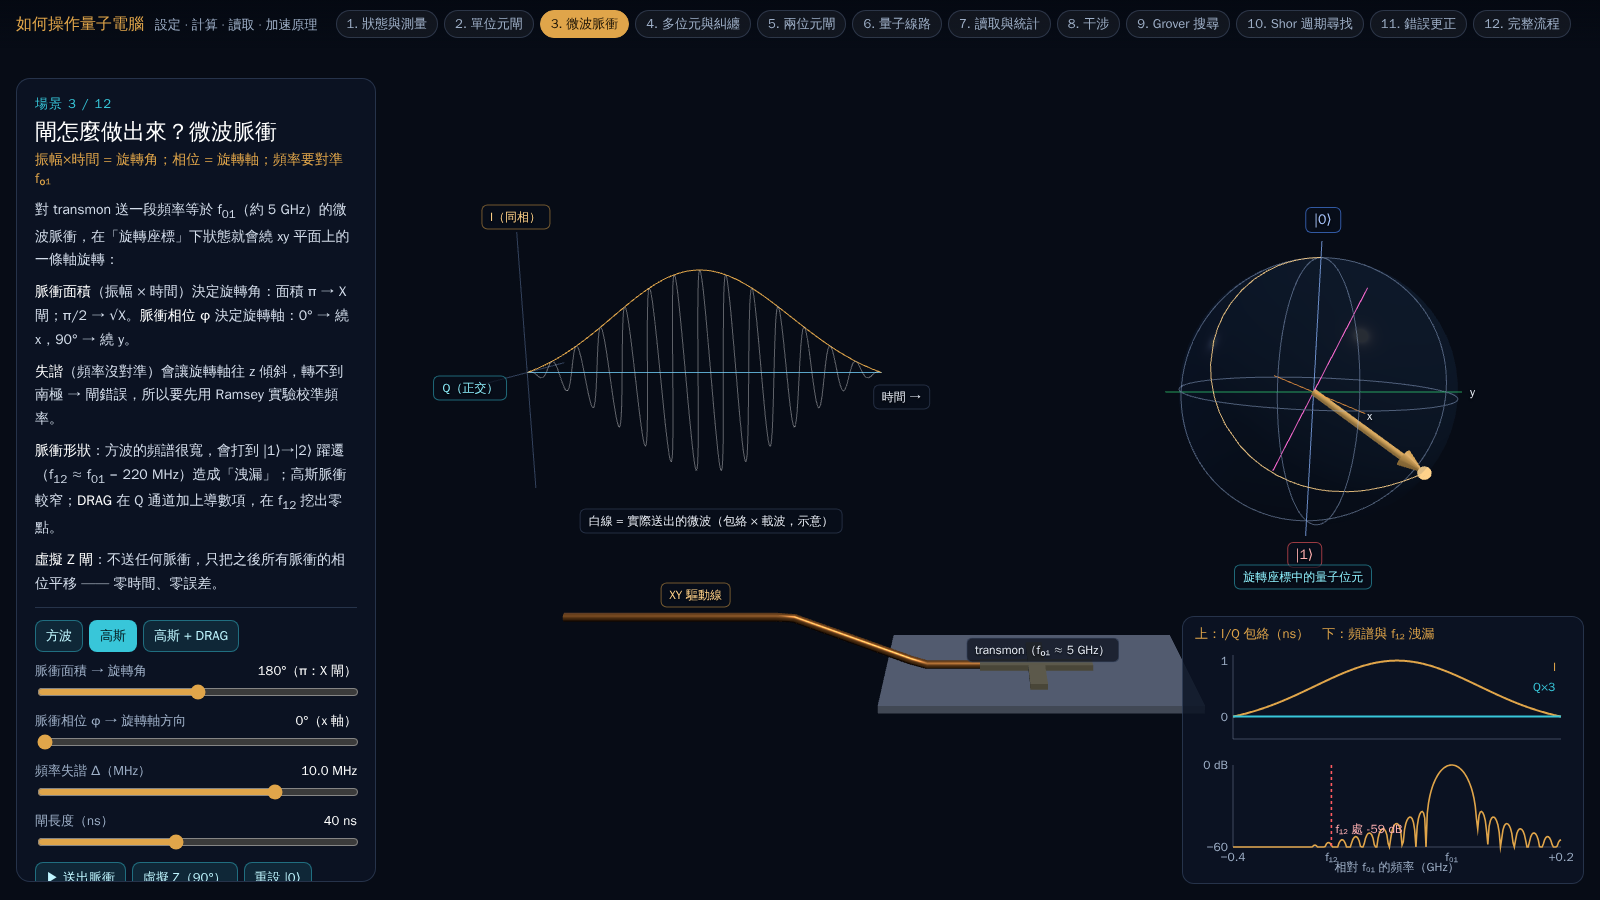 如何操作量子電腦 設定 · 計算 · 讀取 · 加速原理
1. 狀態與測量
2. 單位元閘
3. 微波脈衝
4. 多位元與糾纏
5. 兩位元閘
6. 量子線路
7. 讀取與統計
8. 干涉
9. Grover 搜尋
10. Shor 週期尋找
11. 錯誤更正
12. 完整流程
場景 3 / 12
閘怎麼做出來？微波脈衝
振幅×時間 = 旋轉角；相位 = 旋轉軸；頻率要對準
f₀₁
對 transmon 送一段頻率等於 f01（約 5 GHz）的微
波脈衝，在「旋轉座標」下狀態就會繞 xy 平面上的
一條軸旋轉：
脈衝面積（振幅 × 時間）決定旋轉角：面積 π → X
閘；π/2 → √X。脈衝相位 φ 決定旋轉軸：0° → 繞
x，90° → 繞 y。
失諧（頻率沒對準）會讓旋轉軸往 z 傾斜，轉不到
南極 → 閘錯誤，所以要先用 Ramsey 實驗校準頻
率。
脈衝形狀：方波的頻譜很寬，會打到 |1⟩→|2⟩ 躍遷
（f12 ≈ f01 − 220 MHz）造成「洩漏」；高斯脈衝
較窄；DRAG 在 Q 通道加上導數項，在 f12 挖出零
點。
虛擬 Z 閘：不送任何脈衝，只把之後所有脈衝的相
位平移 —— 零時間、零誤差。
方波
高斯
高斯 + DRAG
脈衝面積 → 旋轉角 180°（π：X 閘）
脈衝相位 φ → 旋轉軸方向 0°（x 軸）
頻率失諧 Δ（MHz） 10.0 MHz
閘長度（ns） 40 ns
▶ 送出脈衝
虛擬 Z（90°）
重設 |0⟩
I（同相）
Q（正交）
時間 →
白線 = 實際送出的微波（包絡 × 載波，示意）
XY 驅動線
transmon（f₀₁ ≈ 5 GHz）
|0⟩
y
x
|1⟩
旋轉座標中的量子位元
上：I/Q 包絡（ns） 下：頻譜與 f₁₂ 洩漏
1
I
Q×3
0
0 dB
f₁₂ 處 -59 dB
−60
−0.4
f₁₂
f₀₁
+0.2
相對 f₀₁ 的頻率（GHz）